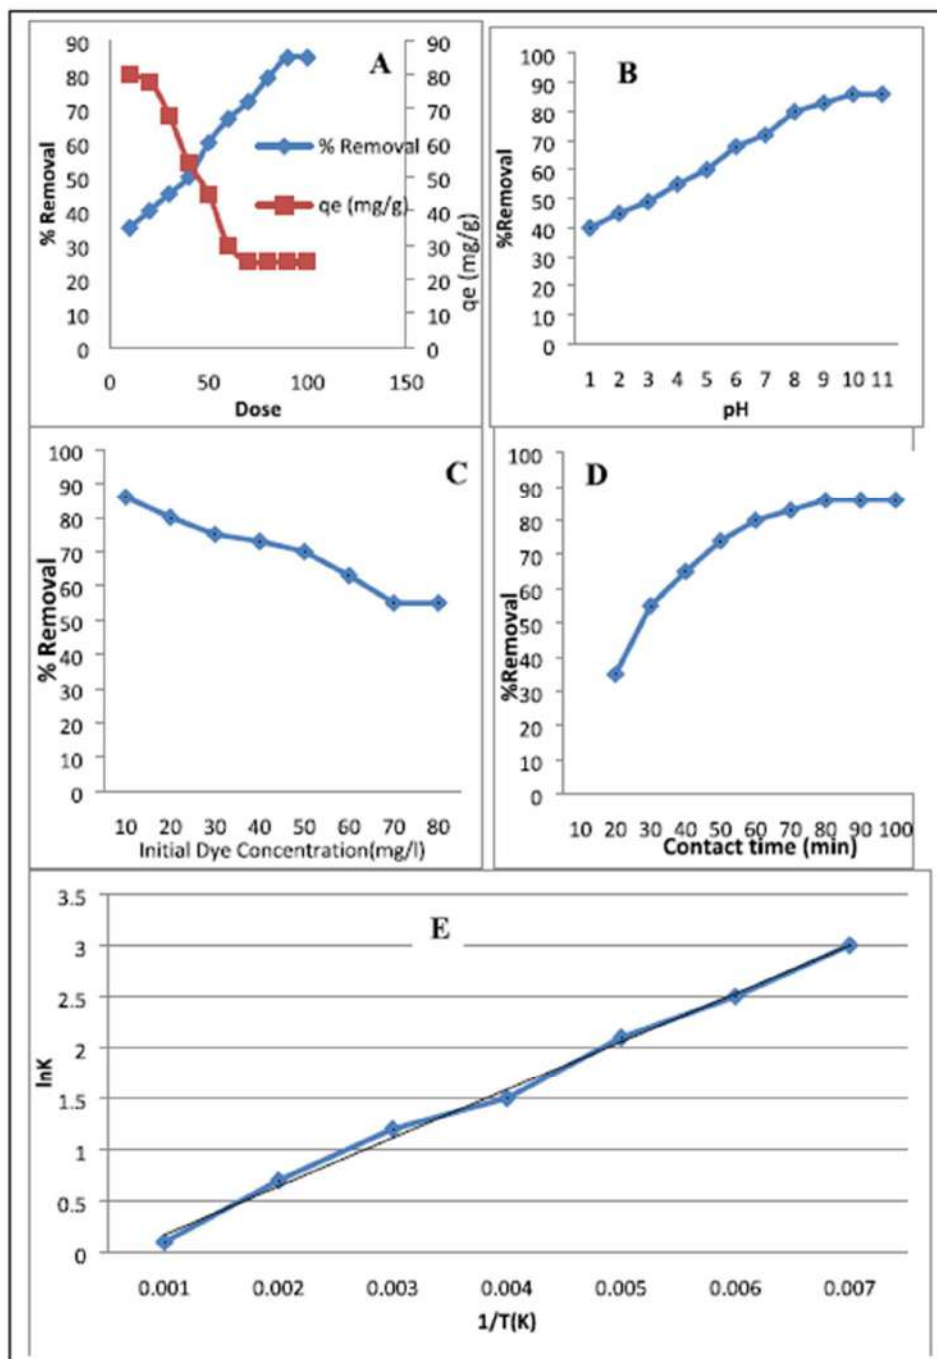 A
90
80
70
60
50
40
30
20
10
0
% Removal
% Removal
qe (mg/g)
90
80
70
60
50
40
30
20
10
0
qe (mg/g)
0 50 100 150
Dose
B
100
90
80
70
60
50
40
30
20
10
0
%Removal
1 2 3 4 5 6 7 8 9 10 11
pH
C
100
90
80
70
60
50
40
30
20
10
0
% Removal
10 20 30 40 50 60 70 80
Initial Dye Concentration(mg/l)
D
100
90
80
70
60
50
40
30
20
10
0
%Removal
10 20 30 40 50 60 70 80 90 100
Contact time (min)
E
3.5
3
2.5
2
1.5
1
0.5
0
lnK
0.001 0.002 0.003 0.004 0.005 0.006 0.007
1/T(K)